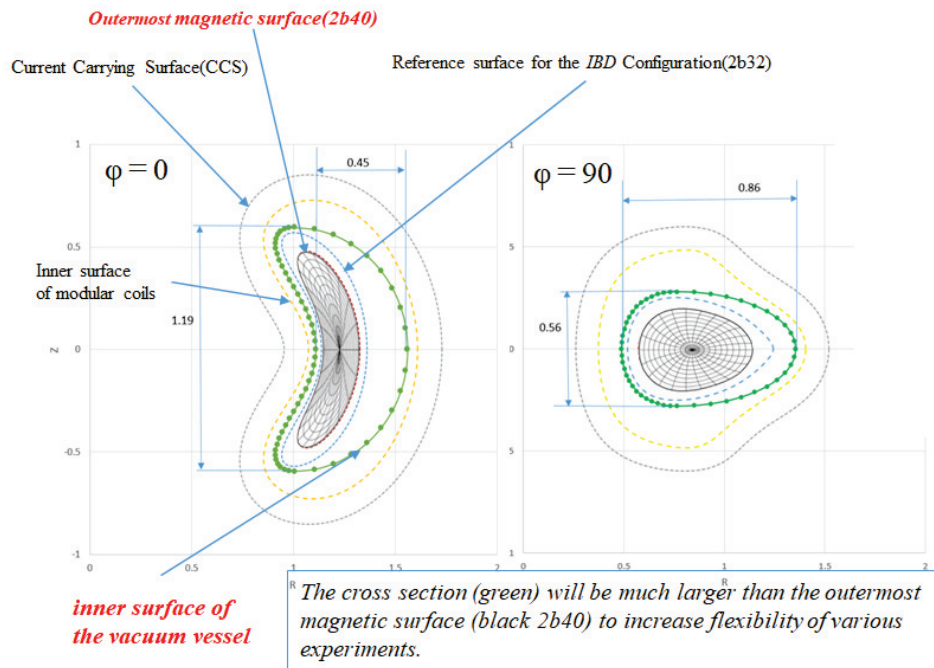 Outermost magnetic surface(2b40)
Current Carrying Surface(CCS)
Reference surface for the IBD Configuration(2b32)
φ = 0
φ = 90
0.45
0.86
Inner surface
of modular coils
1.19
0.56
Z
1
0.5
0
-0.5
-1
0
0.5
1
1.5
2
R
1
5
0
5
1
0
0.5
1
1.5
2
R
inner surface of
the vacuum vessel
The cross section (green) will be much larger than the outermost
magnetic surface (black 2b40) to increase flexibility of various
experiments.